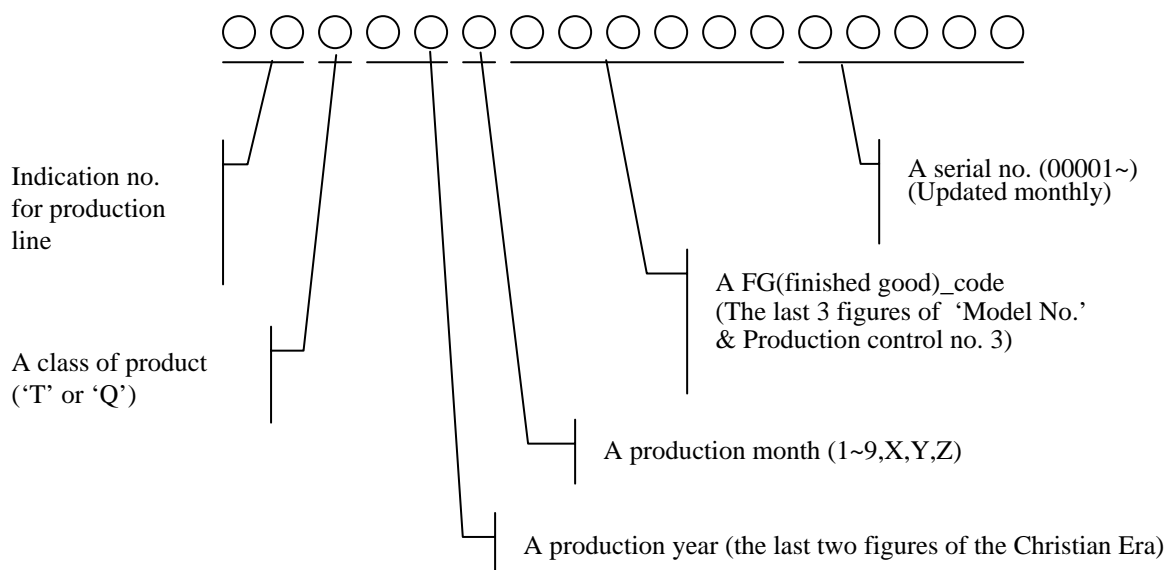 Indication no.
for production
line
A class of product
(‘T’ or ‘Q’)
A serial no. (00001~)
(Updated monthly)
A FG(finished good)_code
(The last 3 figures of ‘Model No.’
& Production control no. 3)
A production month (1~9,X,Y,Z)
A production year (the last two figures of the Christian Era)